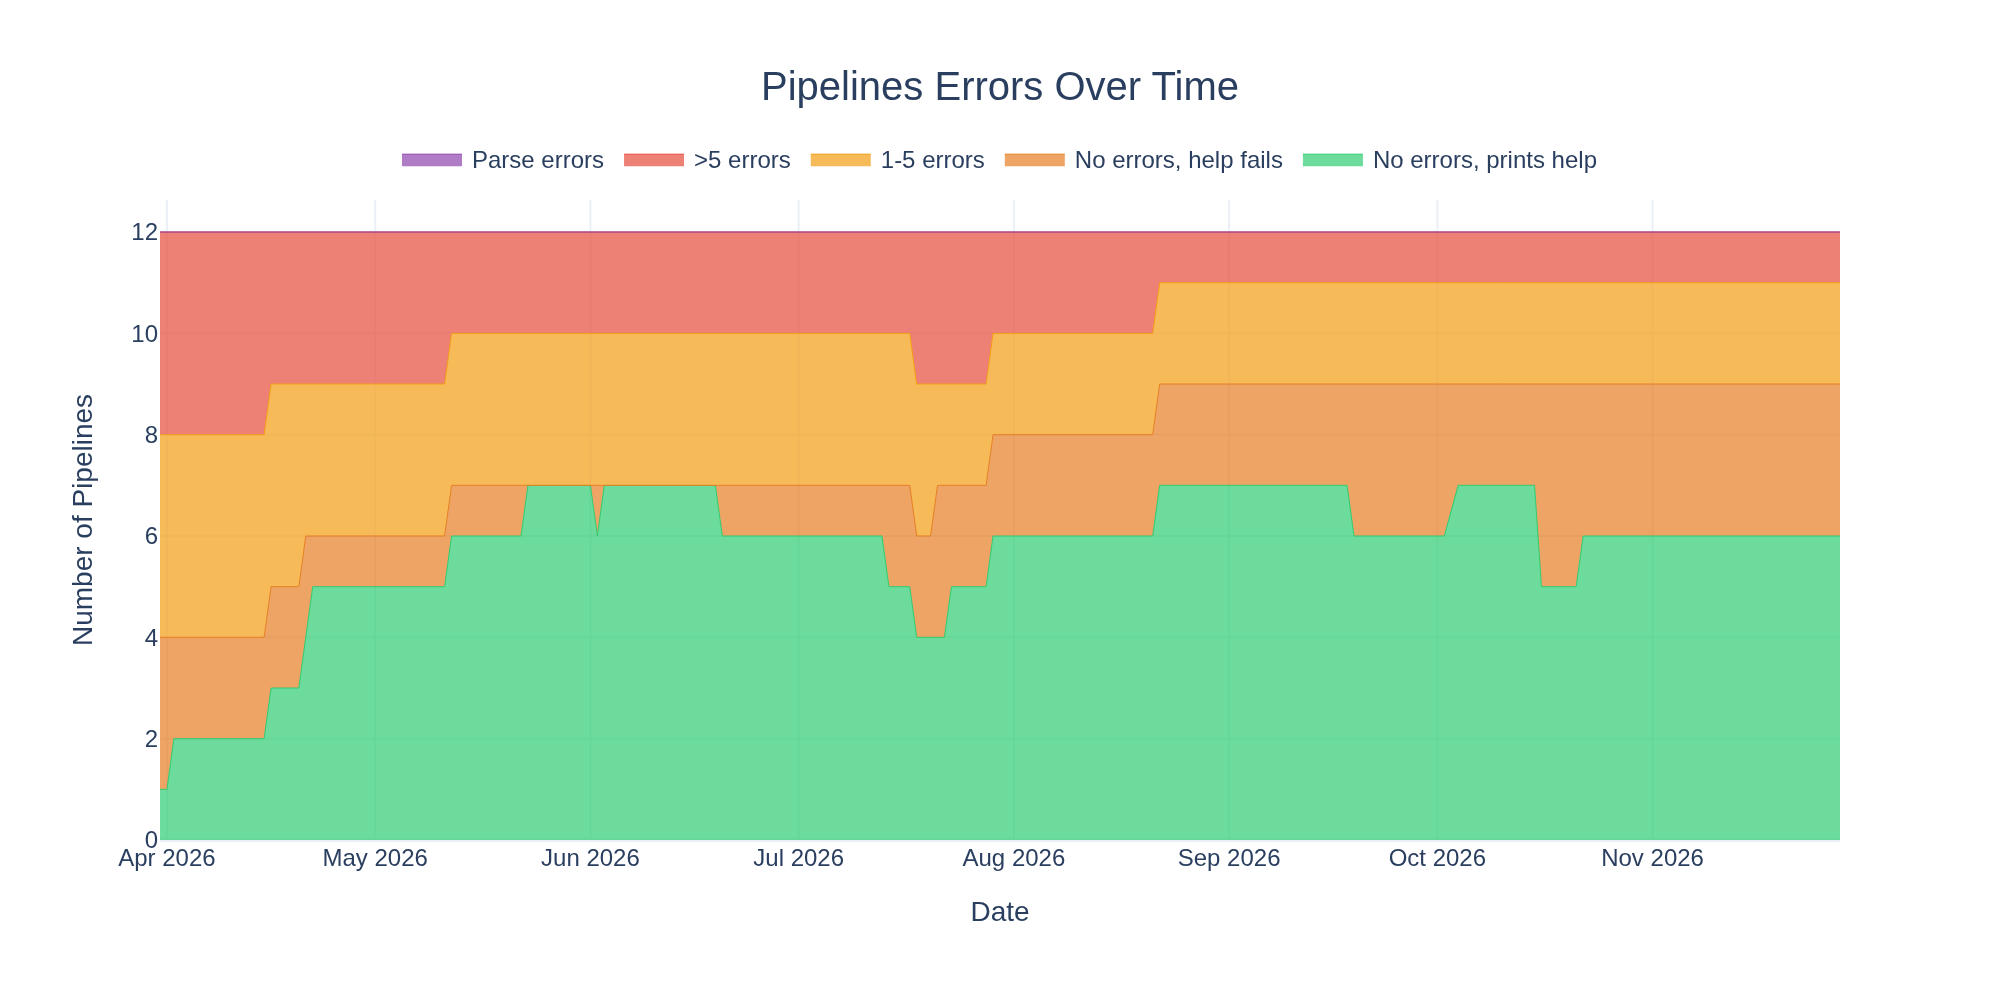 Pipelines Errors Over Time
Parse errors >5 errors 1-5 errors No errors, help fails No errors, prints help
12
10
8
6
4
2
0
Number of Pipelines
Apr 2026 May 2026 Jun 2026 Jul 2026 Aug 2026 Sep 2026 Oct 2026 Nov 2026
Date